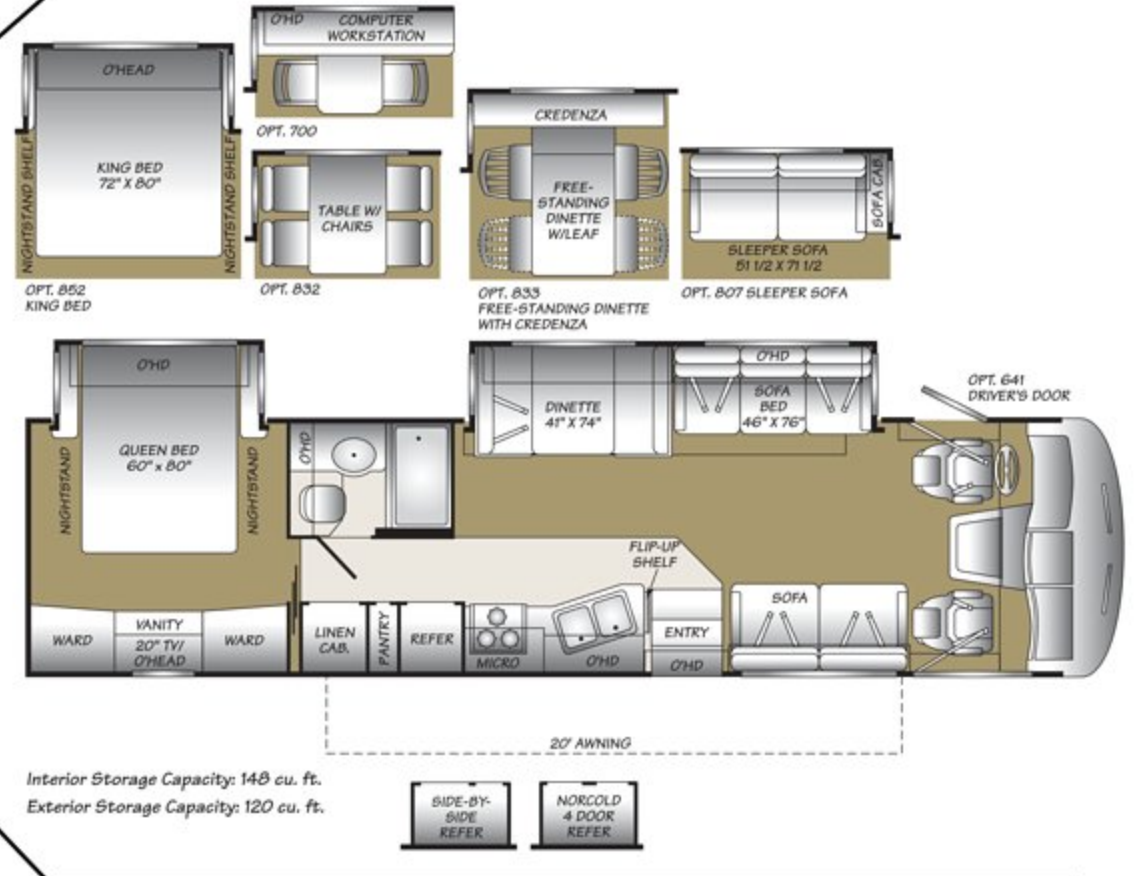 O'HEAD
KING BED
72" X 80"
NIGHTSTAND SHELF
NIGHTSTAND SHELF
OPT. 852
KING BED
O'HD
COMPUTER
WORKSTATION
OPT. 700
TABLE W/
CHAIRS
OPT. 832
CREDENZA
FREE-
STANDING
DINETTE
W/LEAF
OPT. 833
FREE-STANDING DINETTE
WITH CREDENZA
SOFA CAB.
SLEEPER SOFA
51 1/2 X 71 1/2
OPT. 807 SLEEPER SOFA
O'HD
QUEEN BED
60" x 80"
NIGHTSTAND
NIGHTSTAND
O'HD
DINETTE
41" X 74"
O'HD
SOFA
BED
46" X 76"
OPT. 641
DRIVER'S DOOR
FLIP-UP
SHELF
WARD
VANITY
20" TV/
O'HEAD
WARD
LINEN
CAB.
PANTRY
REFER
MICRO
O'HD
ENTRY
O'HD
SOFA
20' AWNING
Interior Storage Capacity: 148 cu. ft.
Exterior Storage Capacity: 120 cu. ft.
SIDE-BY-
SIDE
REFER
NORCOLD
4 DOOR
REFER